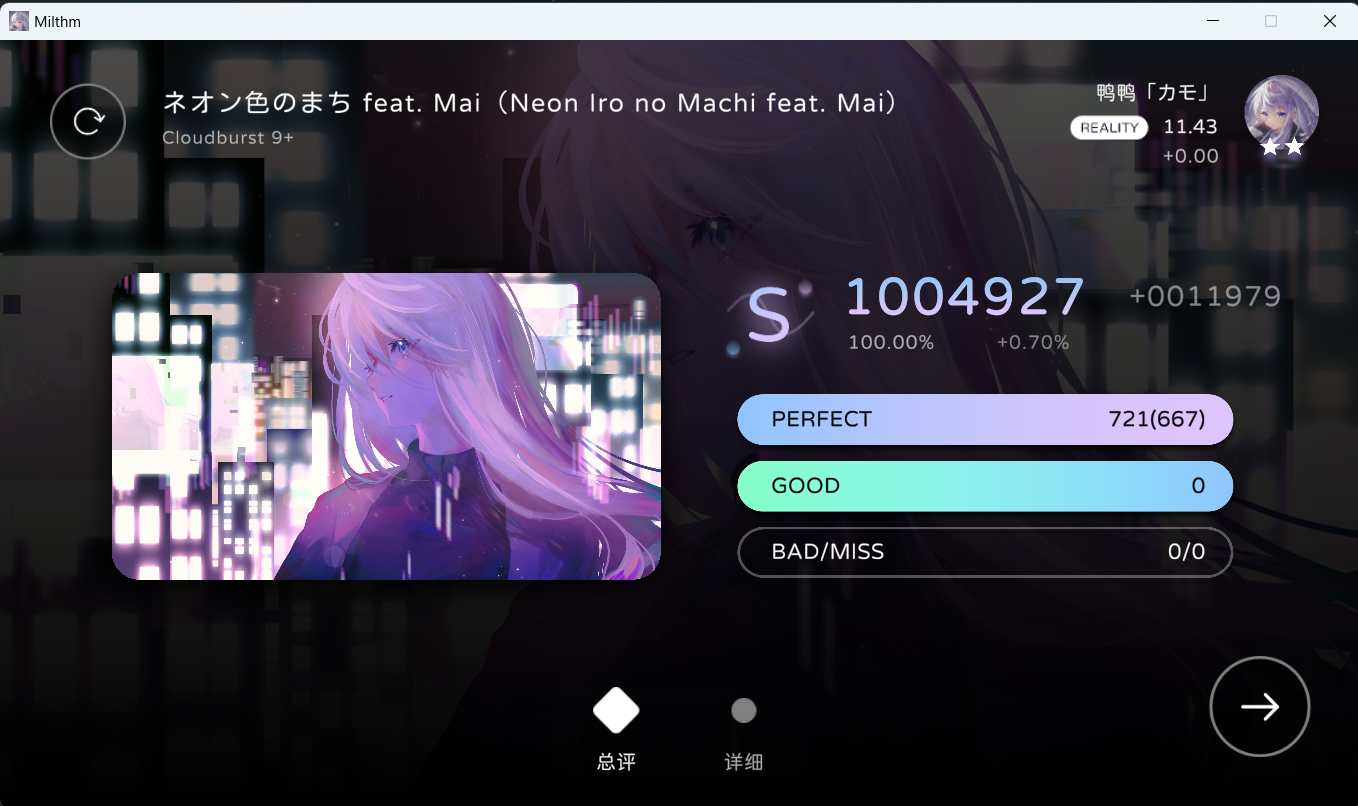 Milthm
ネオン色のまち feat. Mai（Neon Iro no Machi feat. Mai）
Cloudburst 9+
鸭鸭「カモ」
REALITY 11.43
+0.00
S 1004927 +0011979
100.00% +0.70%
PERFECT 721(667)
GOOD 0
BAD/MISS 0/0
总评 详细